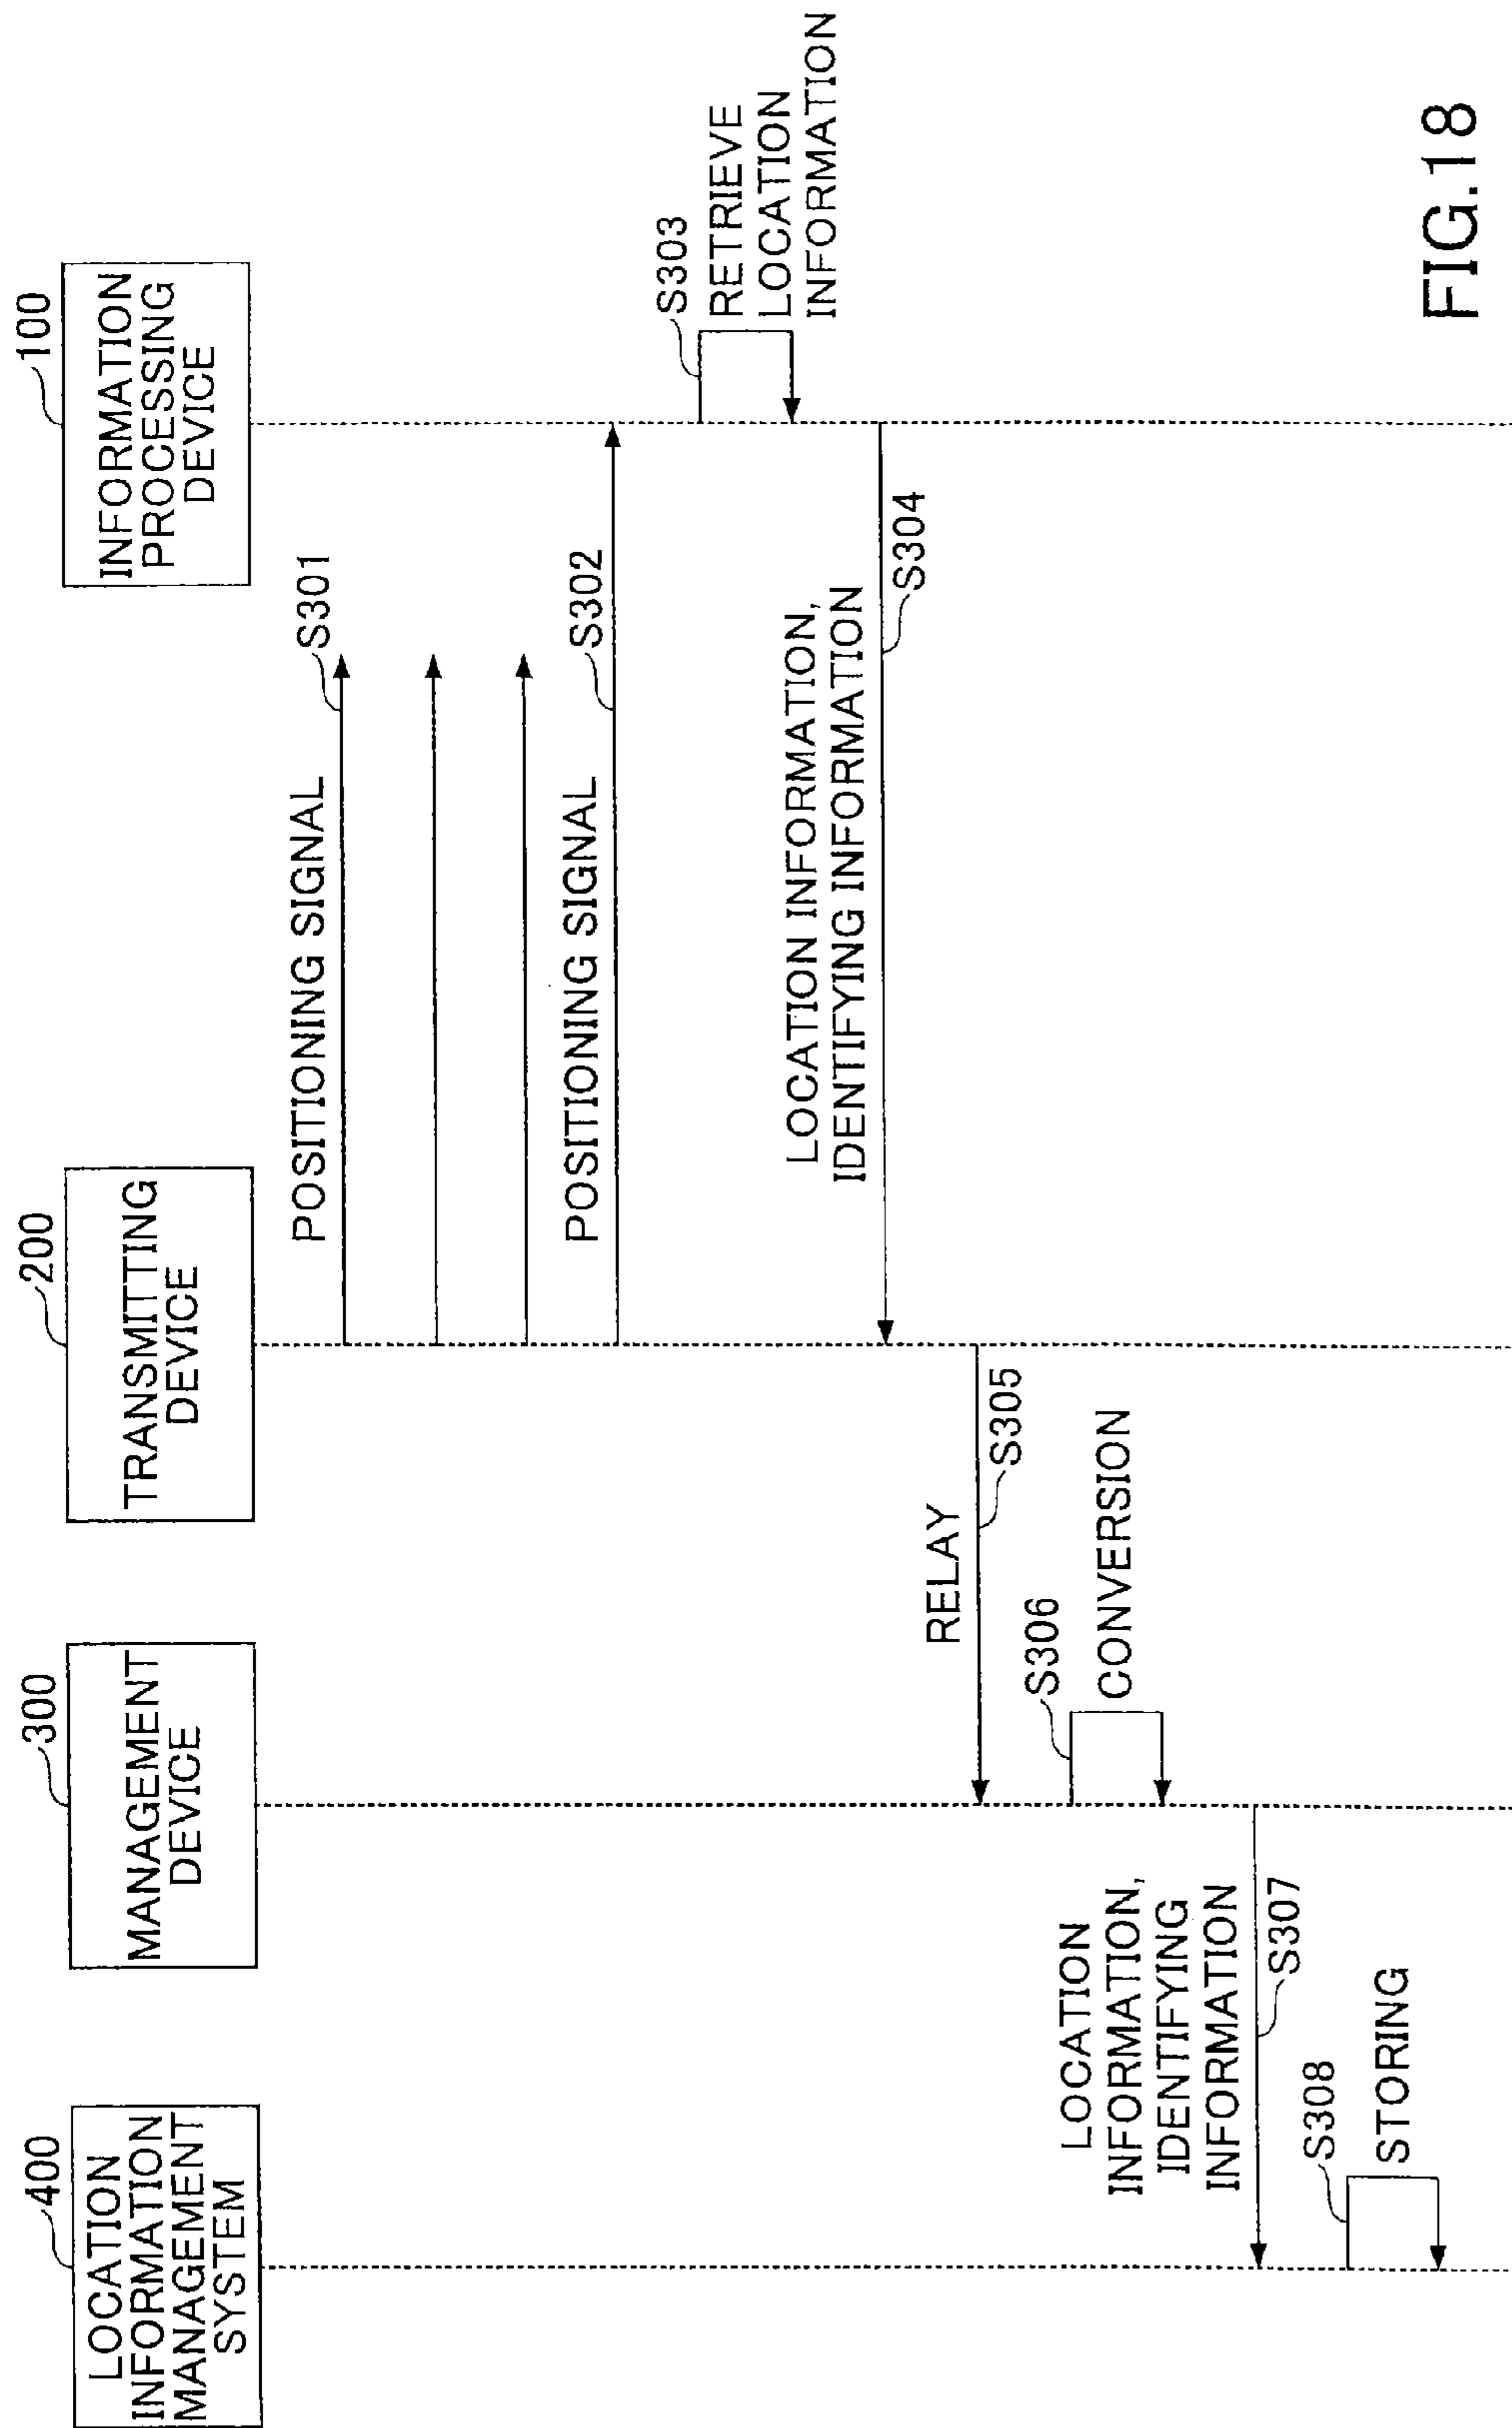 400
LOCATION
INFORMATION
MANAGEMENT
SYSTEM
300
MANAGEMENT
DEVICE
200
TRANSMITTING
DEVICE
100
INFORMATION
PROCESSING
DEVICE
POSITIONING SIGNAL
S301
POSITIONING SIGNAL
S302
S303
RETRIEVE
LOCATION
INFORMATION
LOCATION INFORMATION,
IDENTIFYING INFORMATION
S304
RELAY
S305
S306
CONVERSION
LOCATION
INFORMATION,
IDENTIFYING
INFORMATION
S307
S308
STORING
FIG.18